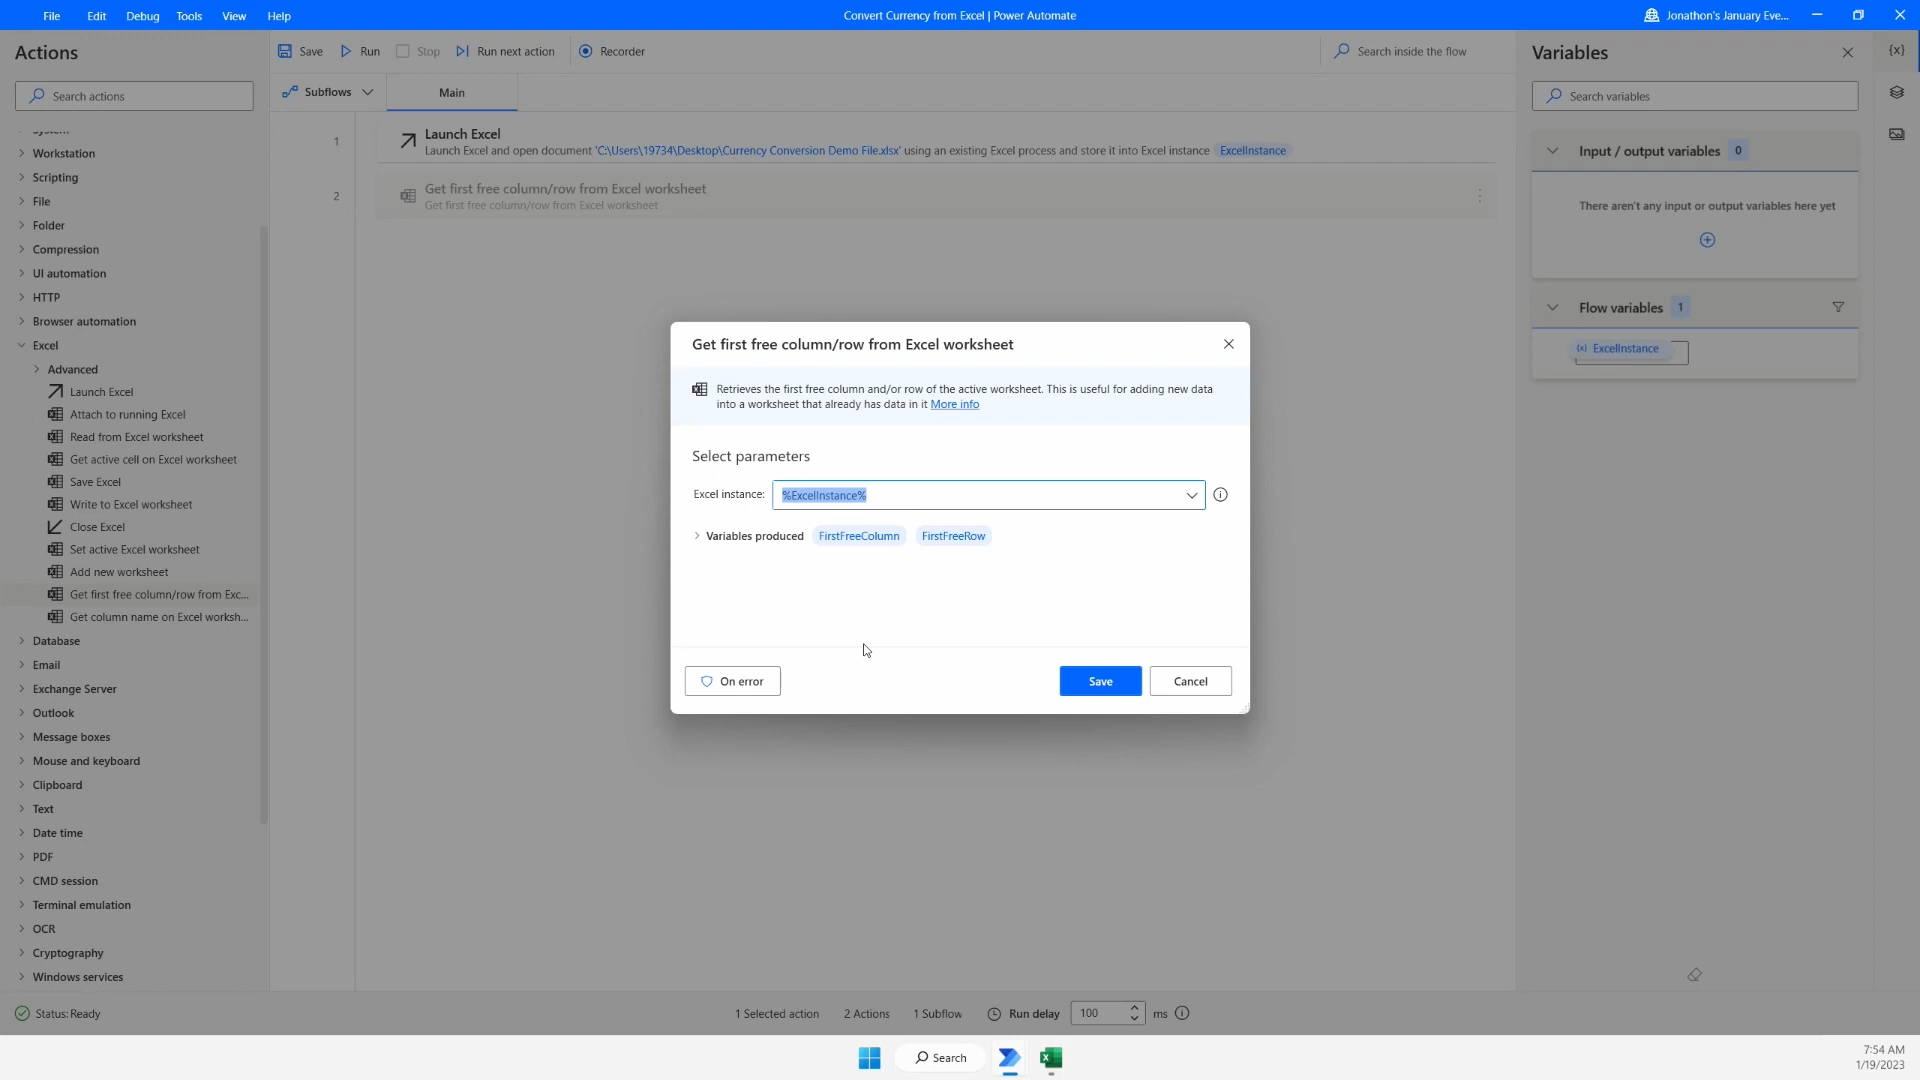 File Edit Debug Tools View Help
Convert Currency from Excel | Power Automate
Jonathon's January Eve...
Actions
Save Run Stop Run next action Recorder
Search inside the flow
Variables
{x}
Search actions
Subflows
Main
Search variables
System
Workstation
Scripting
File
Folder
Compression
UI automation
HTTP
Browser automation
Excel
Advanced
Launch Excel
Attach to running Excel
Read from Excel worksheet
Get active cell on Excel worksheet
Save Excel
Write to Excel worksheet
Close Excel
Set active Excel worksheet
Add new worksheet
Get first free column/row from Exc...
Get column name on Excel worksh...
Database
Email
Exchange Server
Outlook
Message boxes
Mouse and keyboard
Clipboard
Text
Date time
PDF
CMD session
Terminal emulation
OCR
Cryptography
Windows services
1
Launch Excel
Launch Excel and open document 'C:\Users\19734\Desktop\Currency Conversion Demo File.xlsx' using an existing Excel process and store it into Excel instance ExcelInstance
2
Get first free column/row from Excel worksheet
Get first free column/row from Excel worksheet
Get first free column/row from Excel worksheet
Retrieves the first free column and/or row of the active worksheet. This is useful for adding new data
into a worksheet that already has data in it More info
Select parameters
Excel instance: %ExcelInstance%
Variables produced FirstFreeColumn FirstFreeRow
On error
Save
Cancel
Input / output variables 0
There aren't any input or output variables here yet
Flow variables 1
{x} ExcelInstance
Status: Ready
1 Selected action 2 Actions 1 Subflow Run delay 100 ms
Search
7:54 AM
1/19/2023